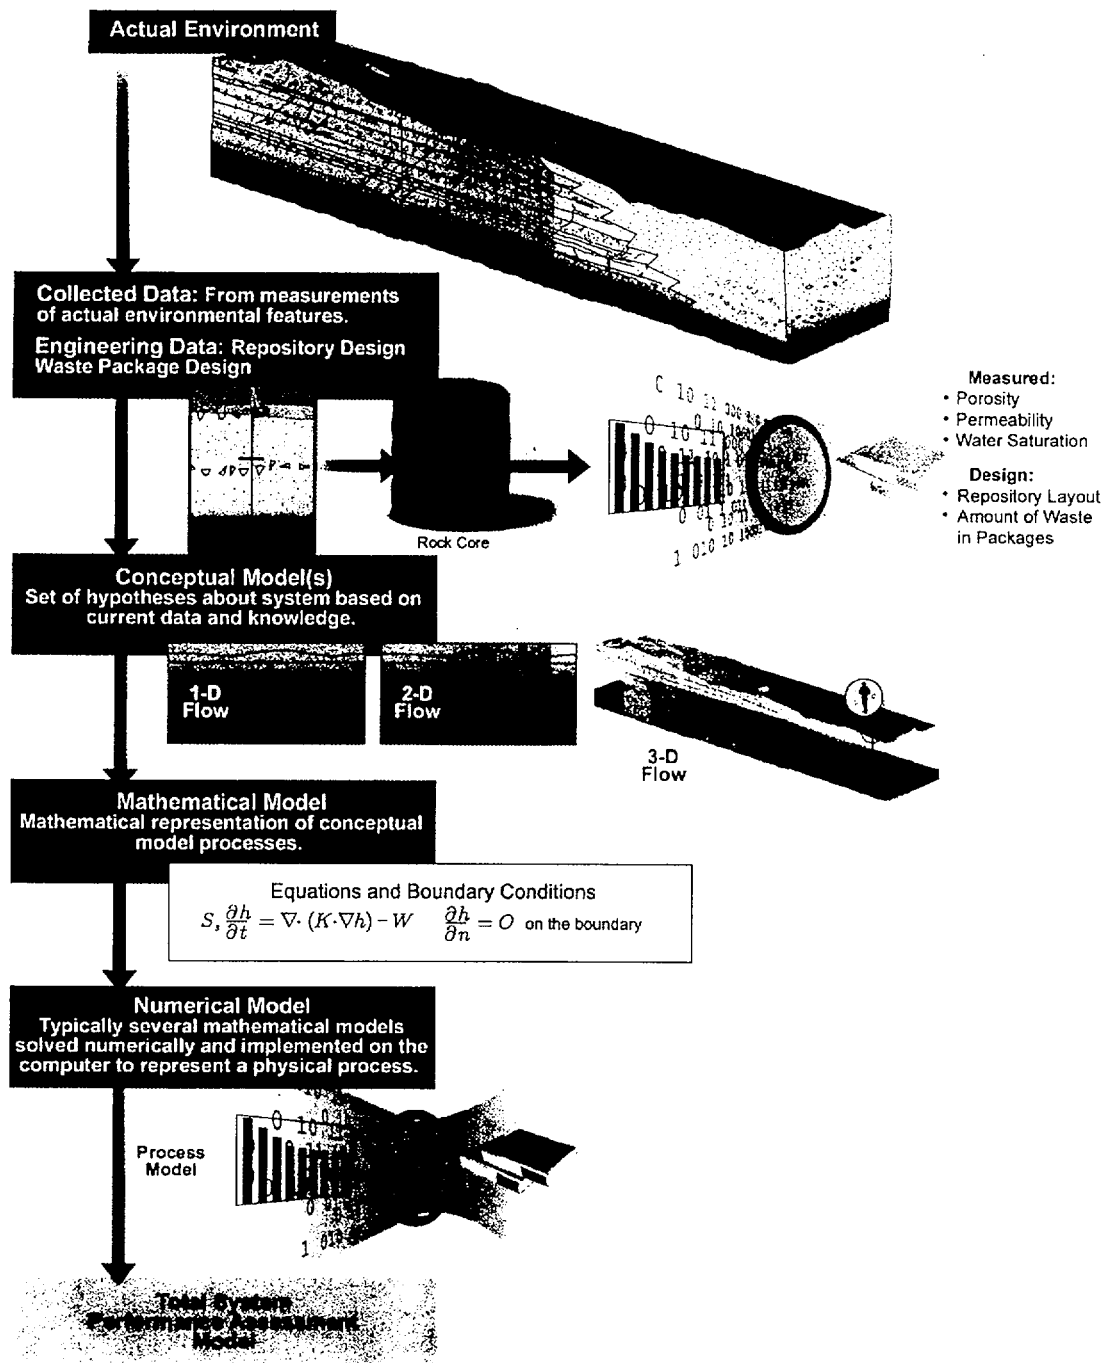 Actual Environment
Collected Data: From measurements
of actual environmental features.
Engineering Data: Repository Design
Waste Package Design
Measured:
• Porosity
• Permeability
• Water Saturation
Design:
• Repository Layout
• Amount of Waste
in Packages
Rock Core
Conceptual Model(s)
Set of hypotheses about system based on
current data and knowledge.
1-D
Flow
2-D
Flow
3-D
Flow
Mathematical Model
Mathematical representation of conceptual
model processes.
Equations and Boundary Conditions
S_s ∂h/∂t = ∇· (K·∇h) – W ∂h/∂n = O on the boundary
Numerical Model
Typically several mathematical models
solved numerically and implemented on the
computer to represent a physical process.
Process
Model
Total System
Performance Assessment
Model